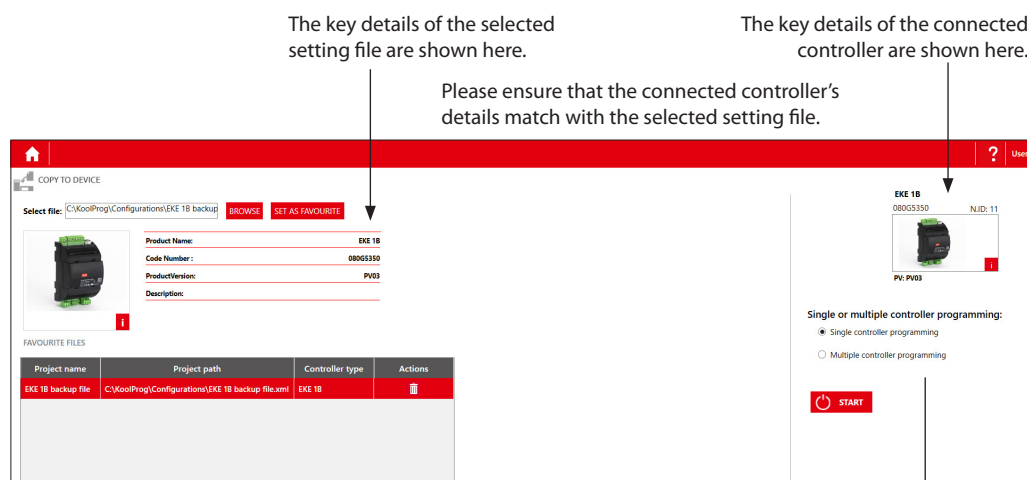 The key details of the selected
setting file are shown here.
The key details of the connected
controller are shown here.
Please ensure that the connected controller's
details match with the selected setting file.
? User
COPY TO DEVICE
Select file: C:\KoolProg\Configurations\EKE 1B backup BROWSE SET AS FAVOURITE
EKE 1B
080G5350 N.ID: 11
i
PV: PV03
Product Name: EKE 1B
Code Number : 080G5350
ProductVersion: PV03
Description:
i
Single or multiple controller programming:
Single controller programming
Multiple controller programming
START
FAVOURITE FILES
Project name Project path Controller type Actions
EKE 1B backup file C:\KoolProg\Configurations\EKE 1B backup file.xml EKE 1B